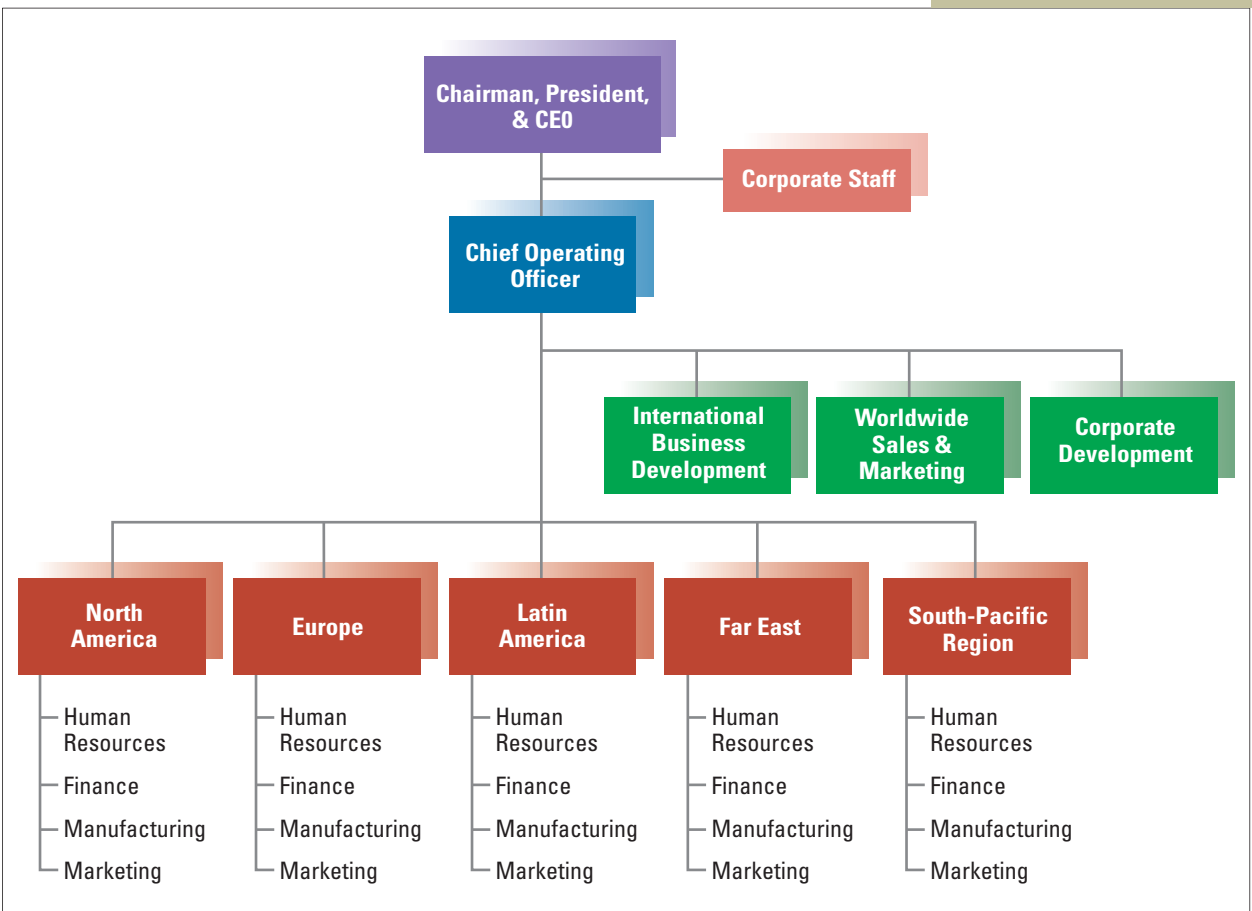 Chairman, President,
& CEO
Corporate Staff
Chief Operating
Officer
International
Business
Development
Worldwide
Sales &
Marketing
Corporate
Development
North
America
Europe
Latin
America
Far East
South-Pacific
Region
Human
Resources
Finance
Manufacturing
Marketing
Human
Resources
Finance
Manufacturing
Marketing
Human
Resources
Finance
Manufacturing
Marketing
Human
Resources
Finance
Manufacturing
Marketing
Human
Resources
Finance
Manufacturing
Marketing